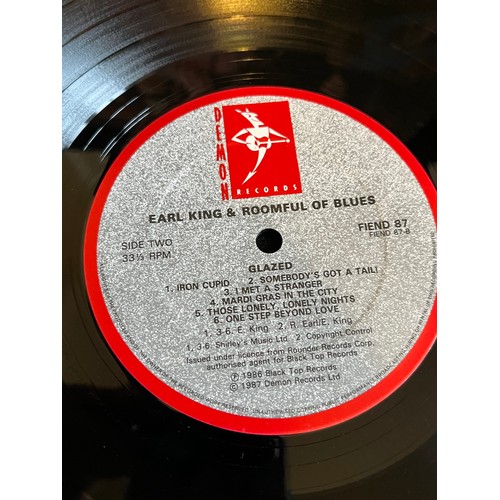 DEMON
RECORDS
EARL KING & ROOMFUL OF BLUES
SIDE TWO
33⅓ RPM
FIEND 87
FIEND 87-B
GLAZED
1. IRON CUPID 2. SOMEBODY'S GOT A TAIL!
3. I MET A STRANGER
4. MARDI GRAS IN THE CITY
5. THOSE LONELY, LONELY NIGHTS
6. ONE STEP BEYOND LOVE
1, 3-6. E. King 2. R. Earl/E. King
1, 3-6. Shirley's Music Ltd 2. Copyright Control
Issued under licence from Rounder Records Corp.
authorised agent for Black Top Records
℗ 1986 Black Top Records
© 1987 Demon Records Ltd